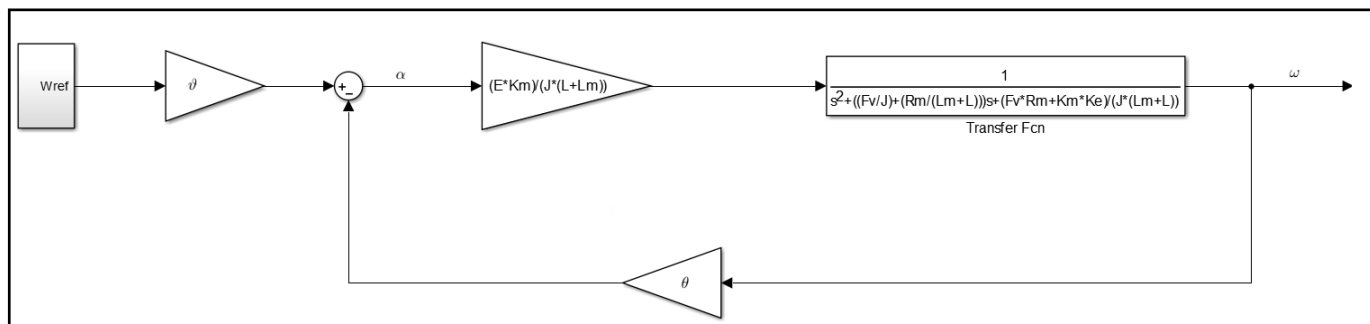 Wref
ϑ
+
−
α
(E*Km)/(J*(L+Lm))
1
s²+((Fv/J)+(Rm/(Lm+L)))s+(Fv*Rm+Km*Ke)/(J*(Lm+L))
Transfer Fcn
ω
θ